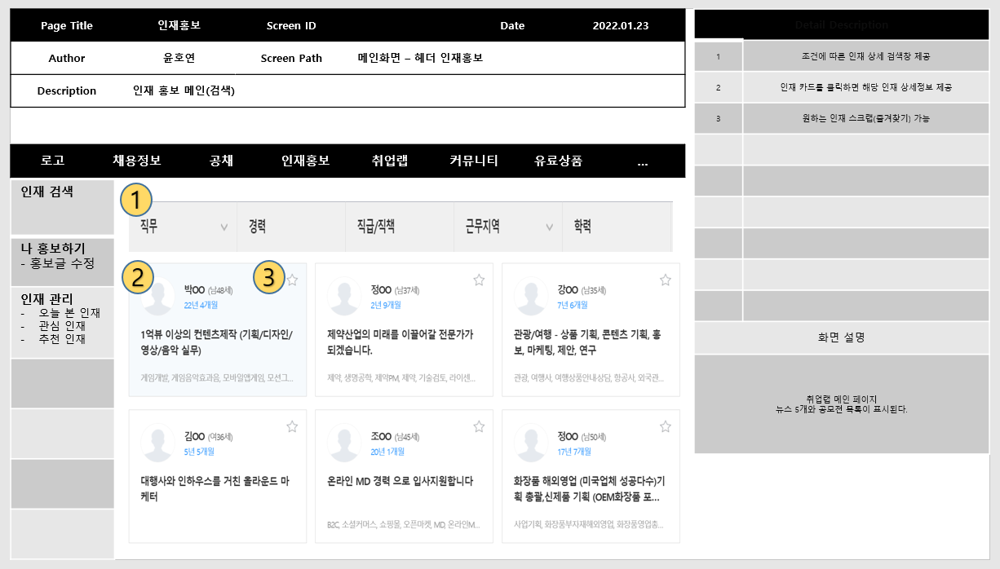 Page Title 인재홍보 Screen ID Date 2022.01.23
Author 윤호연 Screen Path 메인화면 – 헤더 인재홍보
Description 인재 홍보 메인(검색)
로고 채용정보 공채 인재홍보 취업랩 커뮤니티 유료상품 ...
인재 검색
나 홍보하기
- 홍보글 수정
인재 관리
- 오늘 본 인재
- 관심 인재
- 추천 인재
1
직무 경력 직급/직책 근무지역 학력
2
3
박OO (남48세)
22년 4개월
1억뷰 이상의 컨텐츠제작 (기획/디자인/
영상/음악 실무)
게임개발, 게임음악효과음, 모바일앱게임, 모션그...
정OO (남37세)
2년 9개월
제약산업의 미래를 이끌어갈 전문가가
되겠습니다.
제약, 생명공학, 제약PM, 제약, 기술검토, 라이센...
강OO (남35세)
7년 6개월
관광/여행 - 상품 기획, 콘텐츠 기획, 홍
보, 마케팅, 제안, 연구
관광, 여행사, 여행상품안내상담, 항공사, 외국관...
김OO (여36세)
5년 5개월
대행사와 인하우스를 거친 올라운드 마
케터
조OO (남45세)
20년 1개월
온라인 MD 경력 으로 입사지원합니다
B2C, 소셜커머스, 쇼핑몰, 오픈마켓, MD, 온라인M...
정OO (남50세)
17년 7개월
화장품 해외영업 (미국업체 성공다수)기
획 총괄,신제품 기획 (OEM화장품 포...
사업기획, 화장품부자재해외영업, 화장품영업총...
Detail Description
1 조건에 따른 인재 상세 검색창 제공
2 인재 카드를 클릭하면 해당 인재 상세정보 제공
3 원하는 인재 스크랩(즐겨찾기) 가능
화면 설명
취업랩 메인 페이지
뉴스 5개와 공모전 목록이 표시된다.